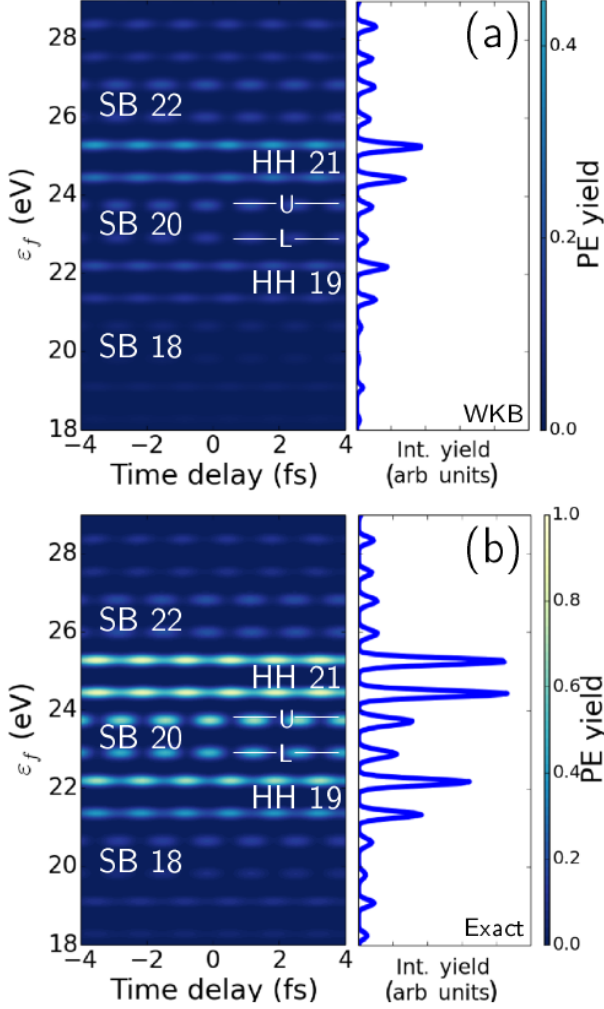 (a)
28
26
24
22
20
18
εf (eV)
SB 22
HH 21
U
SB 20
L
HH 19
SB 18
−4 −2 0 2 4
Time delay (fs)
WKB
Int. yield
(arb units)
0.4
0.2
0.0
PE yield
(b)
28
26
24
22
20
18
εf (eV)
SB 22
HH 21
U
SB 20
L
HH 19
SB 18
−4 −2 0 2 4
Time delay (fs)
Exact
Int. yield
(arb units)
1.0
0.8
0.6
0.4
0.2
0.0
PE yield